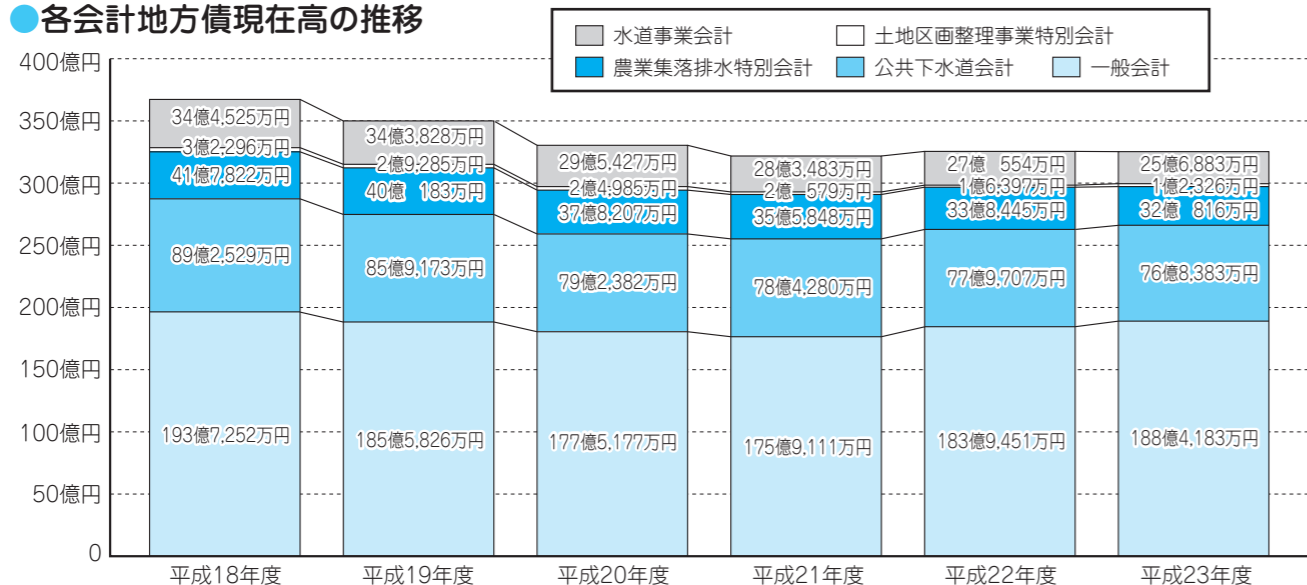 ●各会計地方債現在高の推移
水道事業会計 土地区画整理事業特別会計
農業集落排水特別会計 公共下水道会計 一般会計
400億円
350億円
300億円
250億円
200億円
150億円
100億円
50億円
0
34億4,525万円
3億2,296万円
41億7,822万円
89億2,529万円
193億7,252万円
34億3,828万円
2億9,285万円
40億 183万円
85億9,173万円
185億5,826万円
29億5,427万円
2億4,985万円
37億8,207万円
79億2,382万円
177億5,177万円
28億3,483万円
2億 579万円
35億5,848万円
78億4,280万円
175億9,111万円
27億 554万円
1億6,397万円
33億8,445万円
77億9,707万円
183億9,451万円
25億6,883万円
1億2,326万円
32億 816万円
76億8,383万円
188億4,183万円
平成18年度 平成19年度 平成20年度 平成21年度 平成22年度 平成23年度